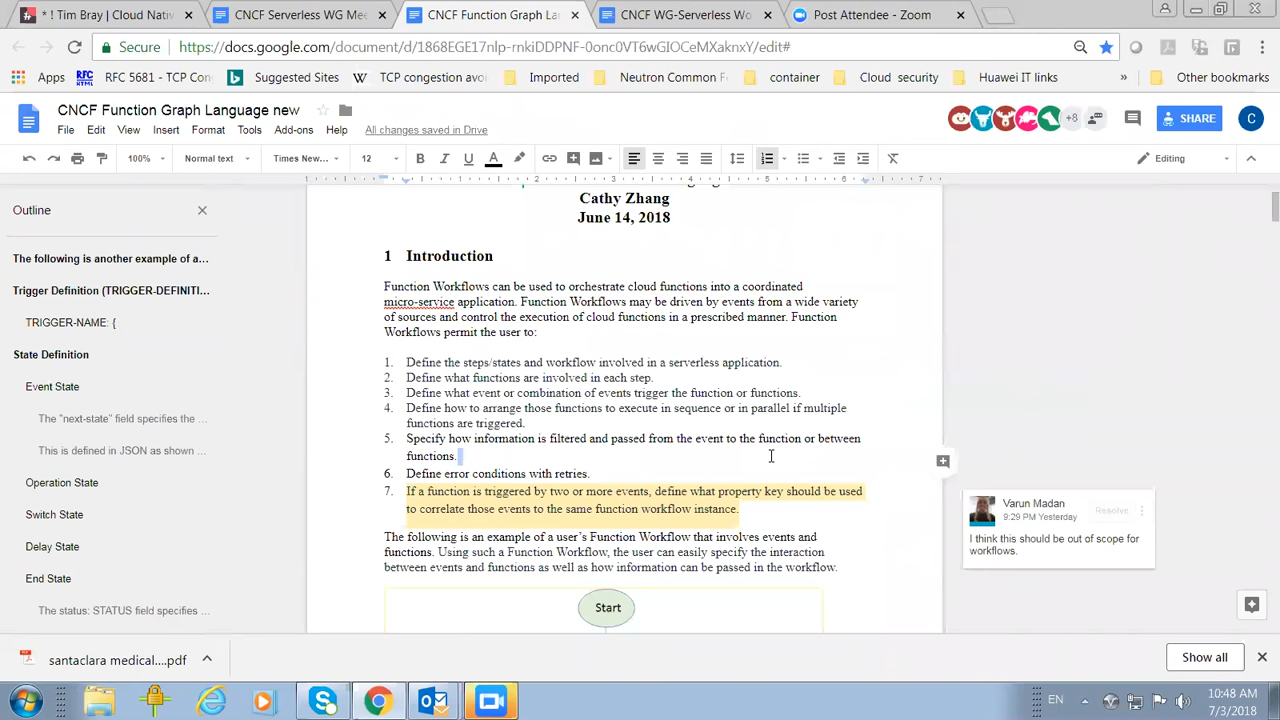 * ! Tim Bray | Cloud Nati
CNCF Serverless WG Mee
CNCF Function Graph La
CNCF WG-Serverless Wo
Post Attendee - Zoom
Secure
https://docs.google.com/document/d/1868EGE17nlp-rnkiDDPNF-0onc0VT6wGIOCeMXaknxY/edit#
Apps
RFC 5681 - TCP Con
Suggested Sites
TCP congestion avo
Imported
Neutron Common F
container
Cloud security
Huawei IT links
»
Other bookmarks
CNCF Function Graph Language new
File Edit View Insert Format Tools Add-ons Help
All changes saved in Drive
+8
SHARE
C
100%
Normal text
Times New...
12
B I U A
Editing
1 2 3 4 5 6 7
Outline
The following is another example of a...
Trigger Definition (TRIGGER-DEFINITI...
TRIGGER-NAME: {
State Definition
Event State
The "next-state" field specifies the ...
This is defined in JSON as shown ...
Operation State
Switch State
Delay State
End State
The status: STATUS field specifies ...
Cathy Zhang
June 14, 2018
1 Introduction
Function Workflows can be used to orchestrate cloud functions into a coordinated
micro-service application. Function Workflows may be driven by events from a wide variety
of sources and control the execution of cloud functions in a prescribed manner. Function
Workflows permit the user to:
1. Define the steps/states and workflow involved in a serverless application.
2. Define what functions are involved in each step.
3. Define what event or combination of events trigger the function or functions.
4. Define how to arrange those functions to execute in sequence or in parallel if multiple
functions are triggered.
5. Specify how information is filtered and passed from the event to the function or between
functions.
6. Define error conditions with retries.
7. If a function is triggered by two or more events, define what property key should be used
to correlate those events to the same function workflow instance.
The following is an example of a user's Function Workflow that involves events and
functions. Using such a Function Workflow, the user can easily specify the interaction
between events and functions as well as how information can be passed in the workflow.
Start
Varun Madan
9:29 PM Yesterday
Resolve
I think this should be out of scope for
workflows.
santaclara medical....pdf
Show all
EN
10:48 AM
7/3/2018